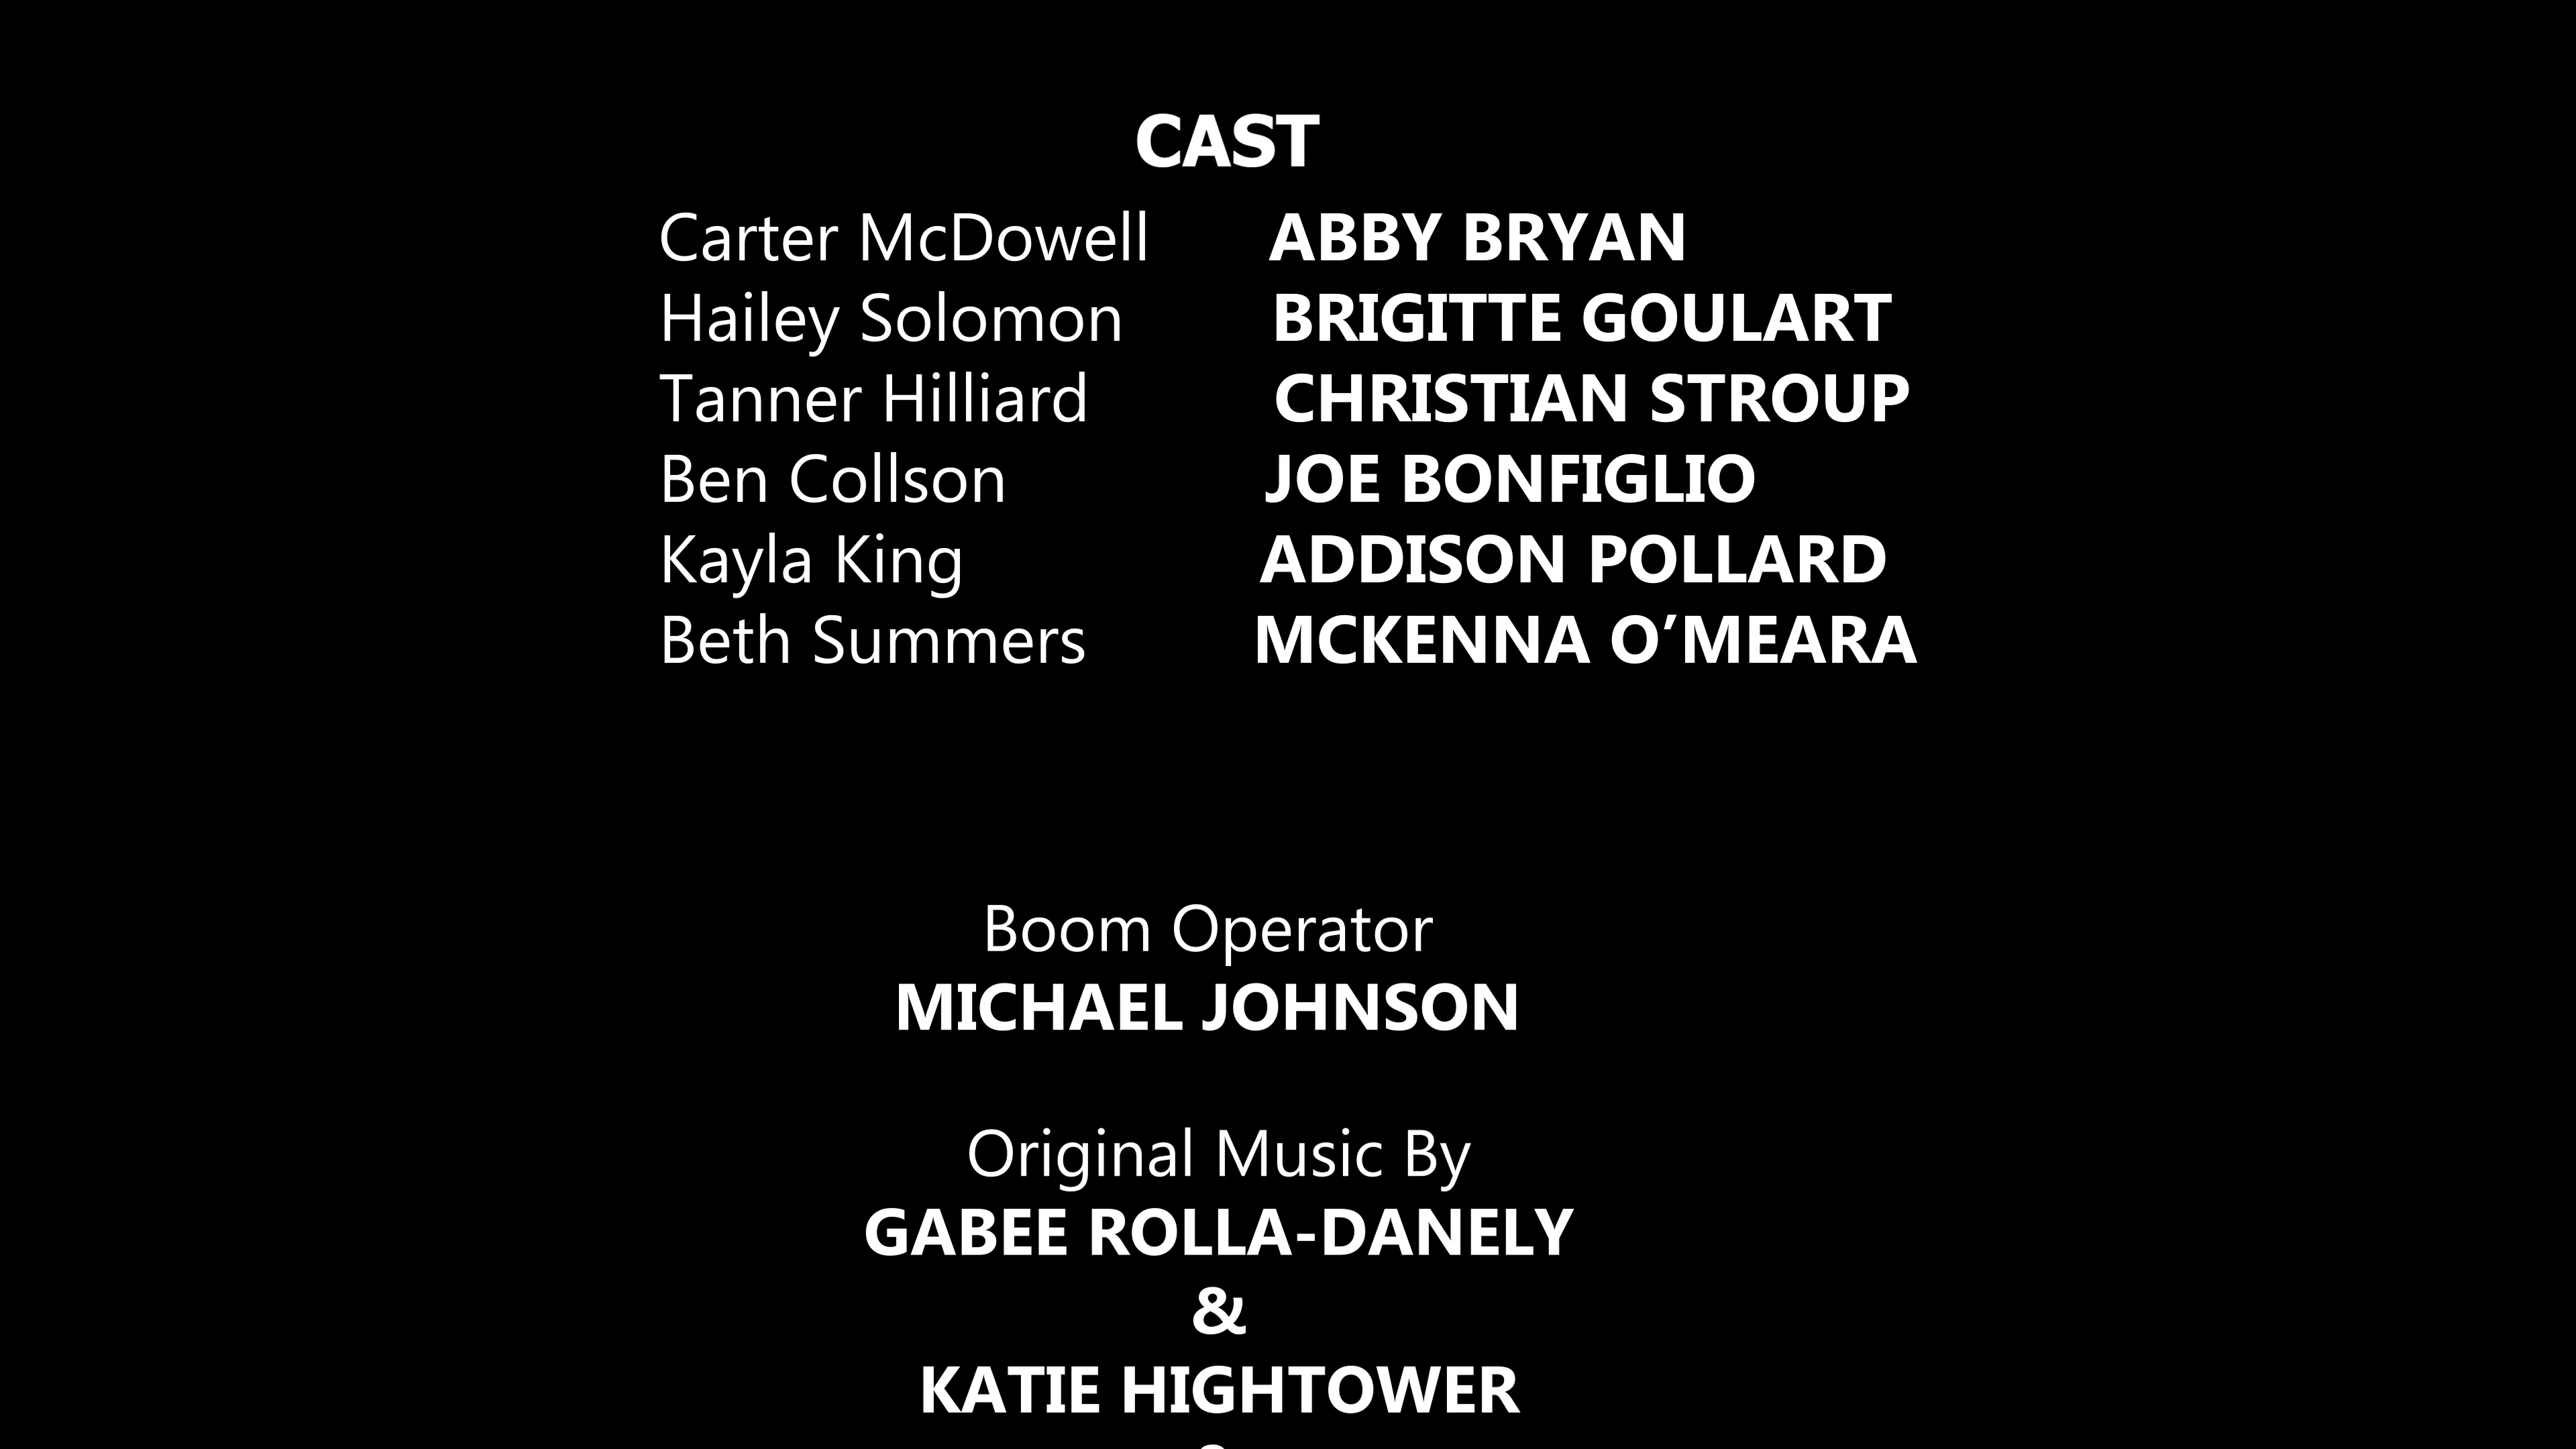 CAST
Carter McDowell ABBY BRYAN
Hailey Solomon BRIGITTE GOULART
Tanner Hilliard CHRISTIAN STROUP
Ben Collson JOE BONFIGLIO
Kayla King ADDISON POLLARD
Beth Summers MCKENNA O’MEARA
Boom Operator
MICHAEL JOHNSON
Original Music By
GABEE ROLLA-DANELY
&
KATIE HIGHTOWER